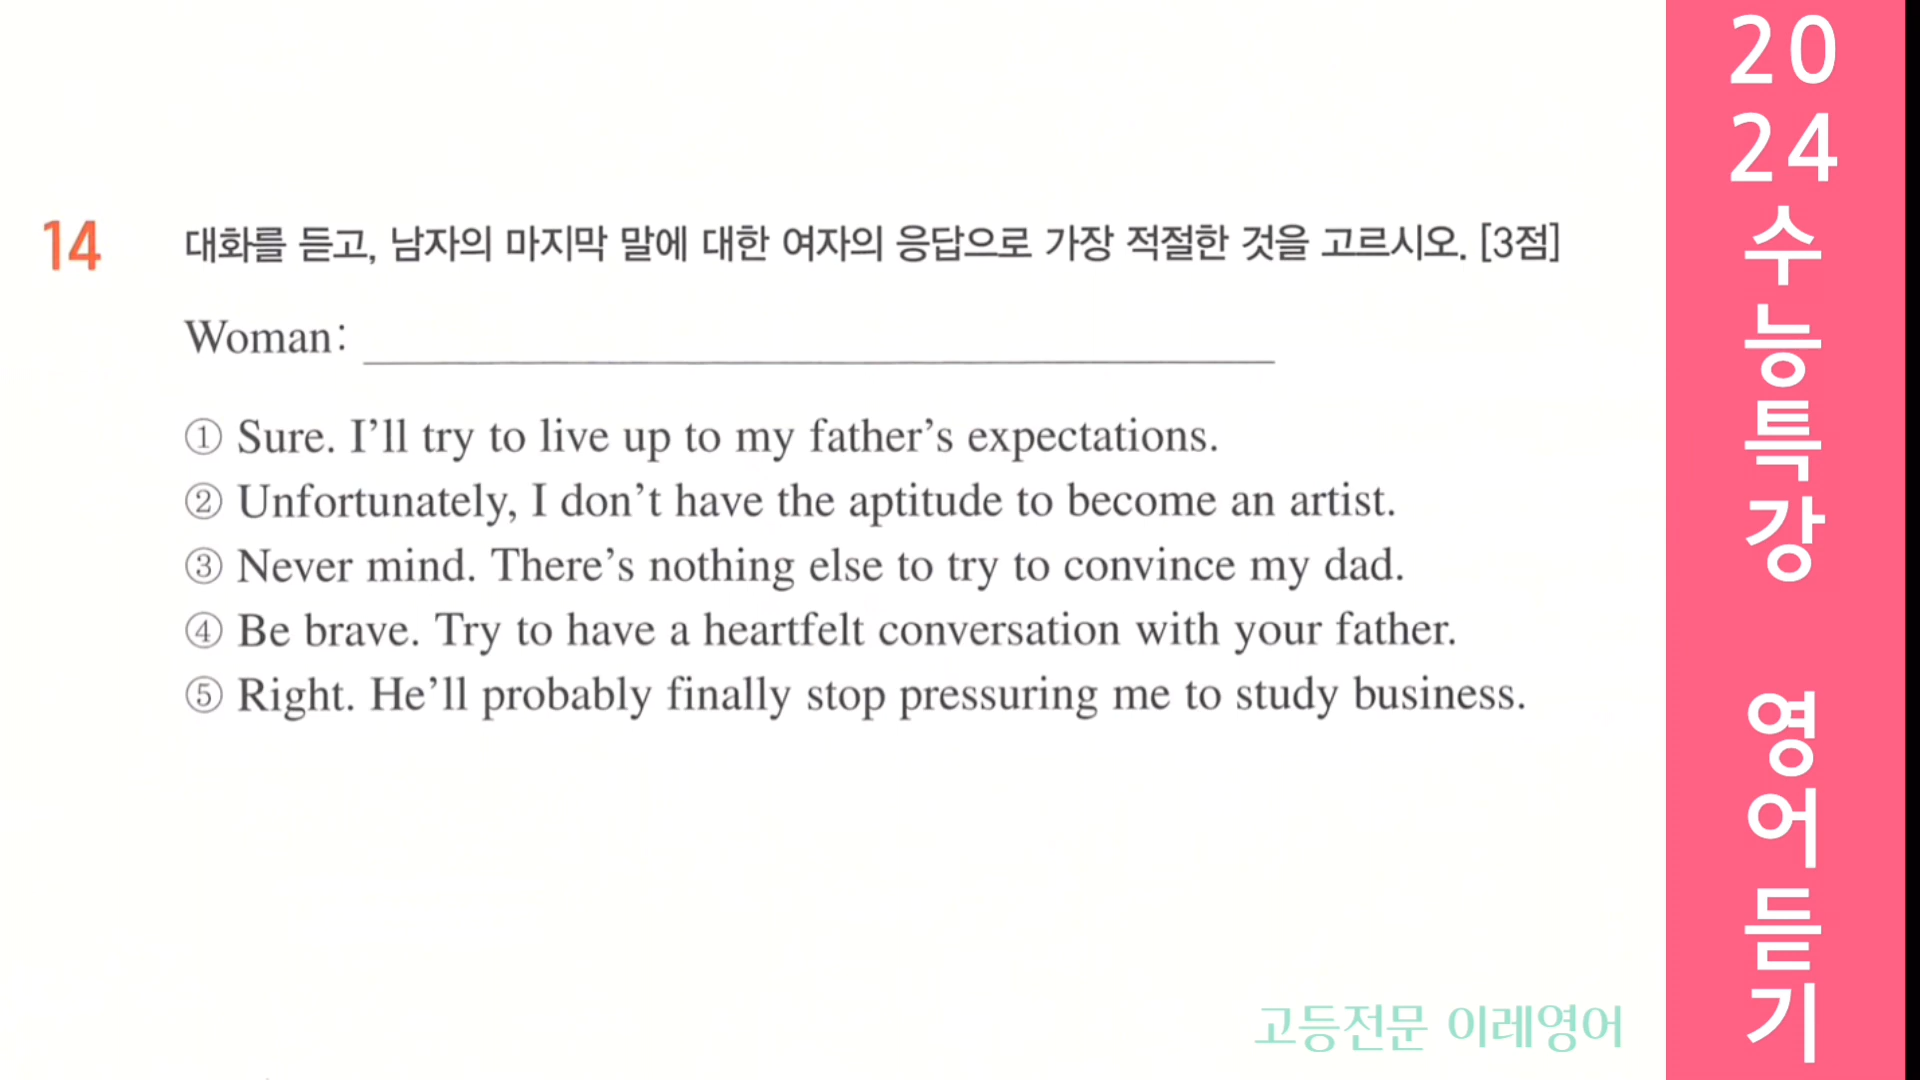 14 대화를 듣고, 남자의 마지막 말에 대한 여자의 응답으로 가장 적절한 것을 고르시오. [3점]
Woman:
① Sure. I’ll try to live up to my father’s expectations.
② Unfortunately, I don’t have the aptitude to become an artist.
③ Never mind. There’s nothing else to try to convince my dad.
④ Be brave. Try to have a heartfelt conversation with your father.
⑤ Right. He’ll probably finally stop pressuring me to study business.
고등전문 이레영어
2024수능특강 영어듣기